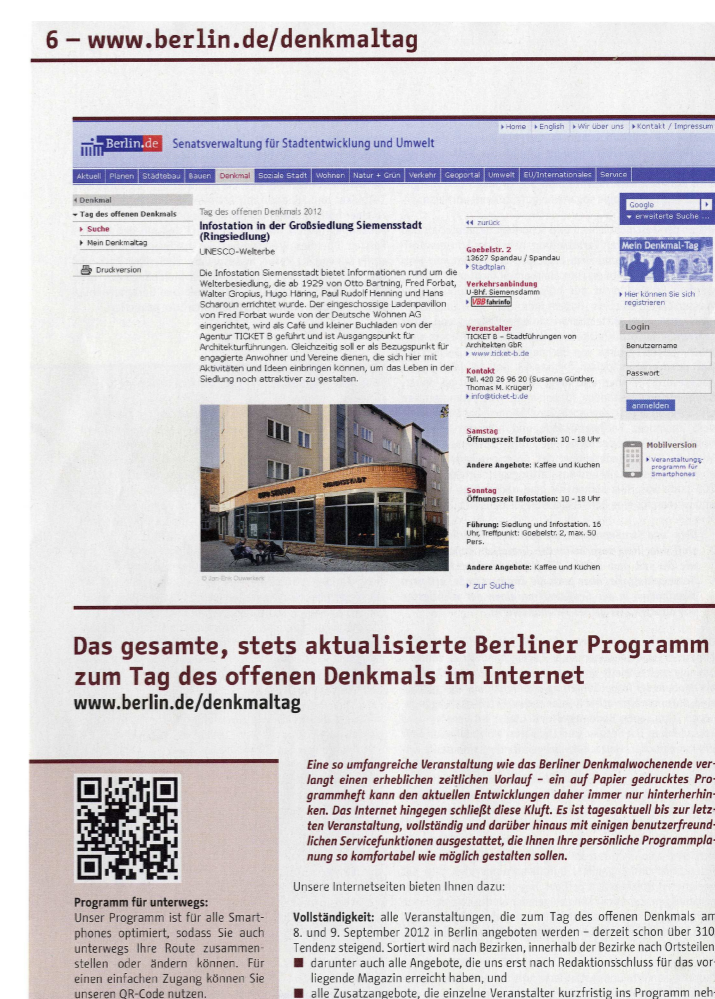 6 – www.berlin.de/denkmaltag
Home English Wir über uns Kontakt / Impressum
Berlin.de Senatsverwaltung für Stadtentwicklung und Umwelt
Aktuell Planen Städtebau Bauen Denkmal Soziale Stadt Wohnen Natur + Grün Verkehr Geoportal Umwelt EU/Internationales Service
Denkmal
Tag des offenen Denkmals
Suche
Mein Denkmaltag
Druckversion
Tag des offenen Denkmals 2012
Infostation in der Großsiedlung Siemensstadt
(Ringsiedlung)
UNESCO-Welterbe
Die Infostation Siemensstadt bietet Informationen rund um die
Welterbesiedlung, die ab 1929 von Otto Bartning, Fred Forbat,
Walter Gropius, Hugo Häring, Paul Rudolf Henning und Hans
Scharoun errichtet wurde. Der eingeschosige Ladenpavillon
von Fred Forbat wurde von der Deutsche Wohnen AG
eingerichtet, wird als Café und kleiner Buchladen von der
Agentur TICKET B geführt und ist Ausgangspunkt für
Architekturführungen. Gleichzeitig soll er als Bezugspunkt für
engagierte Anwohner und Vereine dienen, die sich hier mit
Aktivitäten und Ideen einbringen können, um das Leben in der
Siedlung noch attraktiver zu gestalten.
INFO STATION SIEMENSSTADT
zurück
Goebelstr. 2
13627 Spandau / Spandau
Stadtplan
Verkehrsanbindung
U-Bhf. Siemensdamm
VBB fahrinfo
Veranstalter
TICKET B – Stadtführungen von
Architekten GbR
www.ticket-b.de
Kontakt
Tel. 420 26 96 20 (Susanne Günther,
Thomas M. Krüger)
info@ticket-b.de
Samstag
Öffnungszeit Infostation: 10 - 18 Uhr
Andere Angebote: Kaffee und Kuchen
Sonntag
Öffnungszeit Infostation: 10 - 18 Uhr
Führung: Siedlung und Infostation. 16
Uhr, Treffpunkt: Goebelstr. 2, max. 50
Pers.
Andere Angebote: Kaffee und Kuchen
zur Suche
Google
erweiterte Suche ...
Mein Denkmal-Tag
Hier können Sie sich
registrieren
Login
Benutzername
Passwort
anmelden
Mobilversion
Veranstaltungs-
programm für
Smartphones
Das gesamte, stets aktualisierte Berliner Programm
zum Tag des offenen Denkmals im Internet
www.berlin.de/denkmaltag
Programm für unterwegs:
Unser Programm ist für alle Smart-
phones optimiert, sodass Sie auch
unterwegs Ihre Route zusammen-
stellen oder ändern können. Für
einen einfachen Zugang können Sie
unseren QR-Code nutzen.
Eine so umfangreiche Veranstaltung wie das Berliner Denkmalwochenende ver-
langt einen erheblichen zeitlichen Vorlauf – ein auf Papier gedrucktes Pro-
grammheft kann den aktuellen Entwicklungen daher immer nur hinterherhin-
ken. Das Internet hingegen schließt diese Kluft. Es ist tagesaktuell bis zur letz-
ten Veranstaltung, vollständig und darüber hinaus mit einigen benutzerfreund-
lichen Servicefunktionen ausgestattet, die Ihnen Ihre persönliche Programmpla-
nung so komfortabel wie möglich gestalten sollen.
Unsere Internetseiten bieten Ihnen dazu:
Vollständigkeit: alle Veranstaltungen, die zum Tag des offenen Denkmals am
8. und 9. September 2012 in Berlin angeboten werden – derzeit schon über 310
Tendenz steigend. Sortiert wird nach Bezirken, innerhalb der Bezirke nach Ortsteilen
■ darunter auch alle Angebote, die uns erst nach Redaktionsschluss für das vor-
liegende Magazin erreicht haben, und
■ alle Zusatzangebote, die einzelne Veranstalter kurzfristig ins Programm neh-